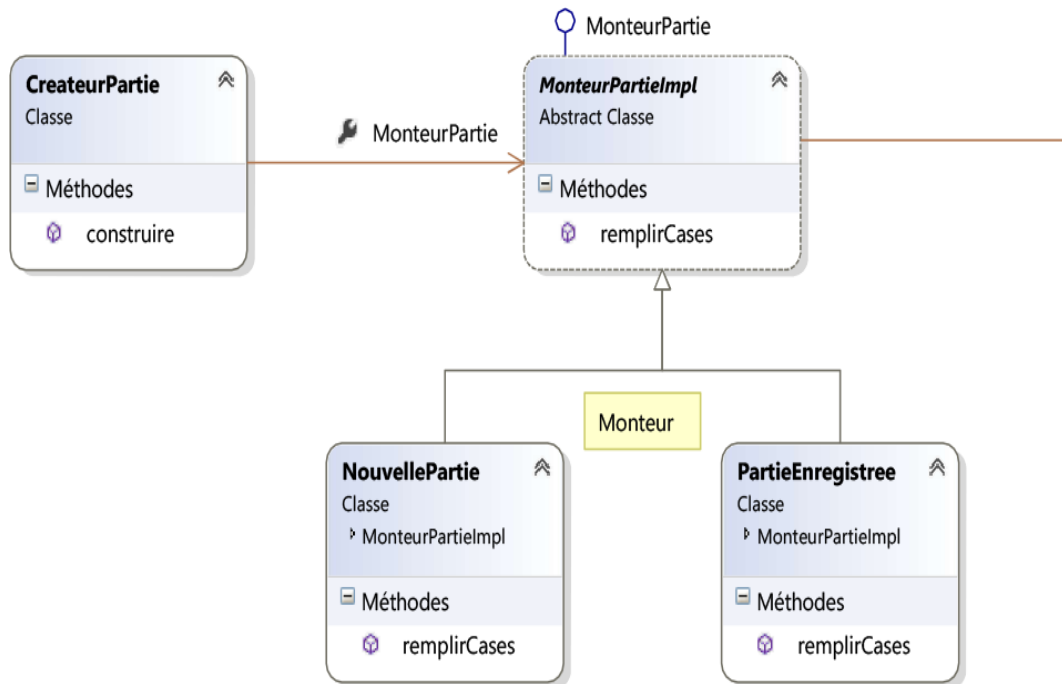 MonteurPartie
CreateurPartie
Classe
Méthodes
construire
MonteurPartie
MonteurPartieImpl
Abstract Classe
Méthodes
remplirCases
Monteur
NouvellePartie
Classe
MonteurPartieImpl
Méthodes
remplirCases
PartieEnregistree
Classe
MonteurPartieImpl
Méthodes
remplirCases